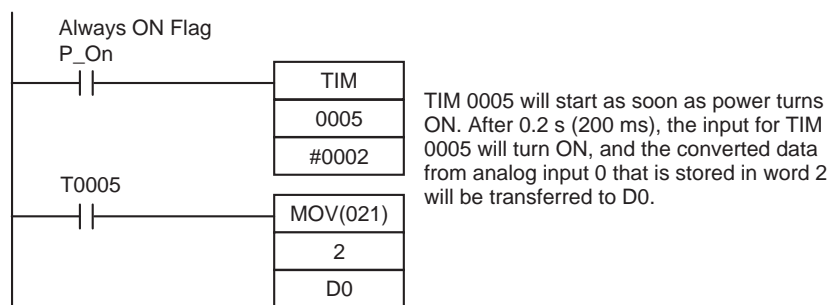 Always ON Flag
P_On
TIM
0005
#0002
TIM 0005 will start as soon as power turns
ON. After 0.2 s (200 ms), the input for TIM
0005 will turn ON, and the converted data
from analog input 0 that is stored in word 2
will be transferred to D0.
T0005
MOV(021)
2
D0